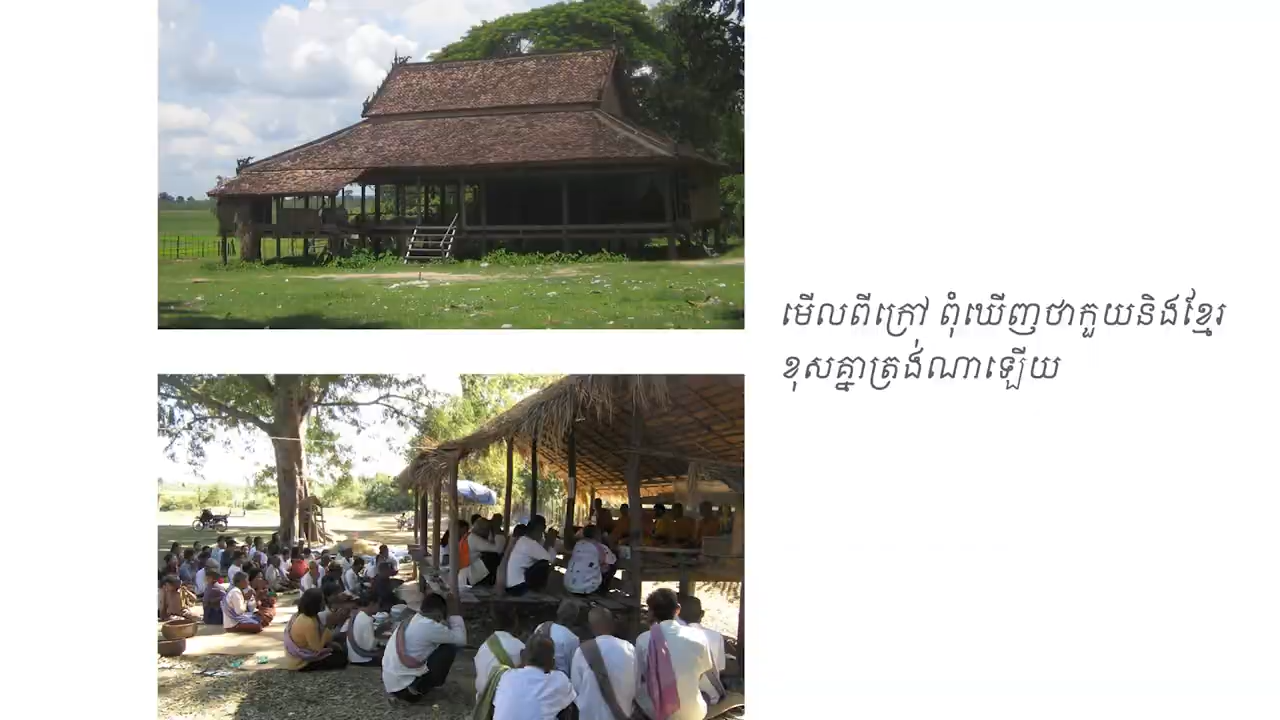 មើលពីក្រៅ ពុំឃើញថាកួយនិងខ្មែរ
ខុសគ្នាត្រង់ណាឡើយ